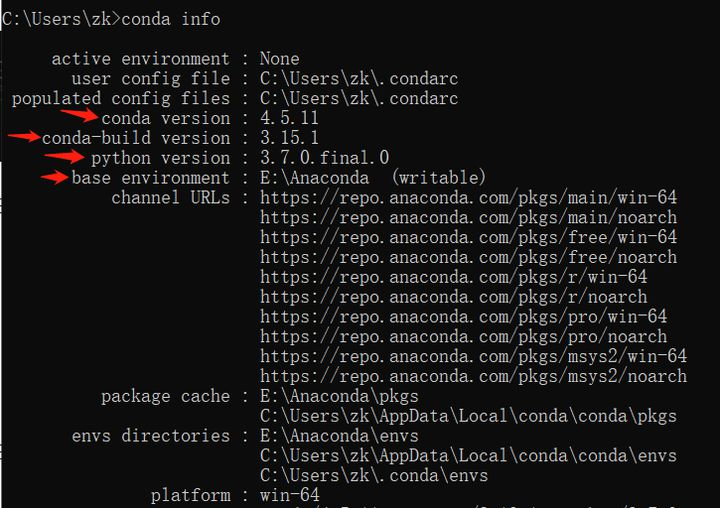 C:\Users\zk>conda info
active environment : None
user config file : C:\Users\zk\.condarc
populated config files : C:\Users\zk\.condarc
conda version : 4.5.11
conda-build version : 3.15.1
python version : 3.7.0.final.0
base environment : E:\Anaconda  (writable)
channel URLs : https://repo.anaconda.com/pkgs/main/win-64
https://repo.anaconda.com/pkgs/main/noarch
https://repo.anaconda.com/pkgs/free/win-64
https://repo.anaconda.com/pkgs/free/noarch
https://repo.anaconda.com/pkgs/r/win-64
https://repo.anaconda.com/pkgs/r/noarch
https://repo.anaconda.com/pkgs/pro/win-64
https://repo.anaconda.com/pkgs/pro/noarch
https://repo.anaconda.com/pkgs/msys2/win-64
https://repo.anaconda.com/pkgs/msys2/noarch
package cache : E:\Anaconda\pkgs
C:\Users\zk\AppData\Local\conda\conda\pkgs
envs directories : E:\Anaconda\envs
C:\Users\zk\AppData\Local\conda\conda\envs
C:\Users\zk\.conda\envs
platform : win-64